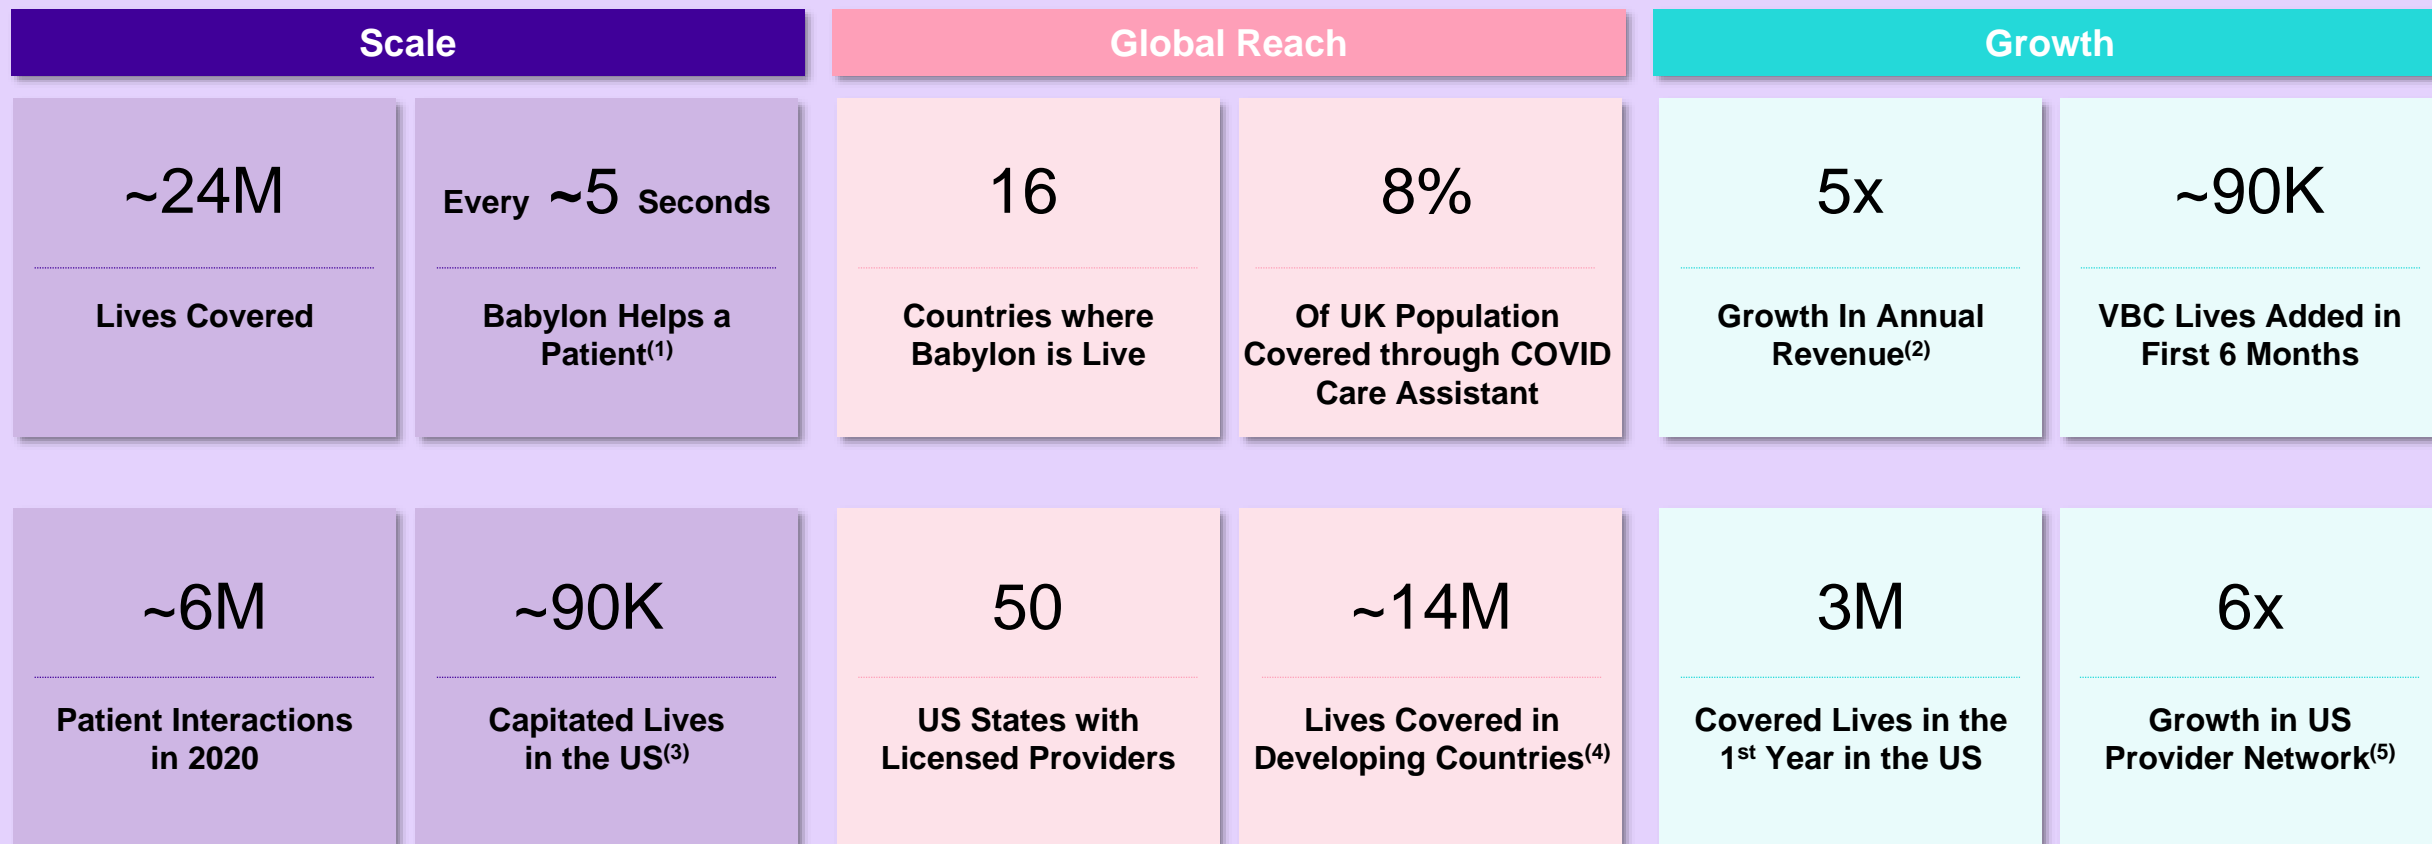 Scale
Global Reach
Growth
~24M
Lives Covered
Every ~5 Seconds
Babylon Helps a
Patient(1)
16
Countries where
Babylon is Live
8%
Of UK Population
Covered through COVID
Care Assistant
5x
Growth In Annual
Revenue(2)
~90K
VBC Lives Added in
First 6 Months
~6M
Patient Interactions
in 2020
~90K
Capitated Lives
in the US(3)
50
US States with
Licensed Providers
~14M
Lives Covered in
Developing Countries(4)
3M
Covered Lives in the
1st Year in the US
6x
Growth in US
Provider Network(5)